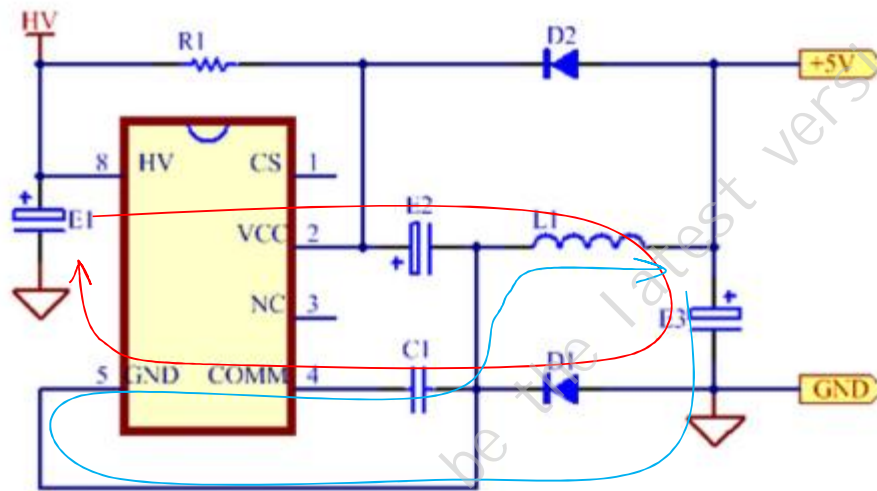 HV
R1
D2
+5V
8
HV
CS
1
E1
E2
L1
VCC
2
NC
3
E3
C1
D1
5
GND
COMM
4
GND
be the latest versi